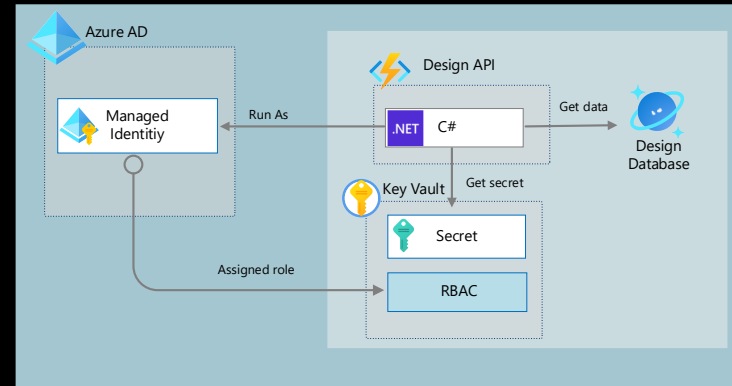 Azure AD
Design API
Managed
Identitiy
Run As
.NET
C#
Get data
Design
Database
Key Vault
Get secret
Secret
Assigned role
RBAC